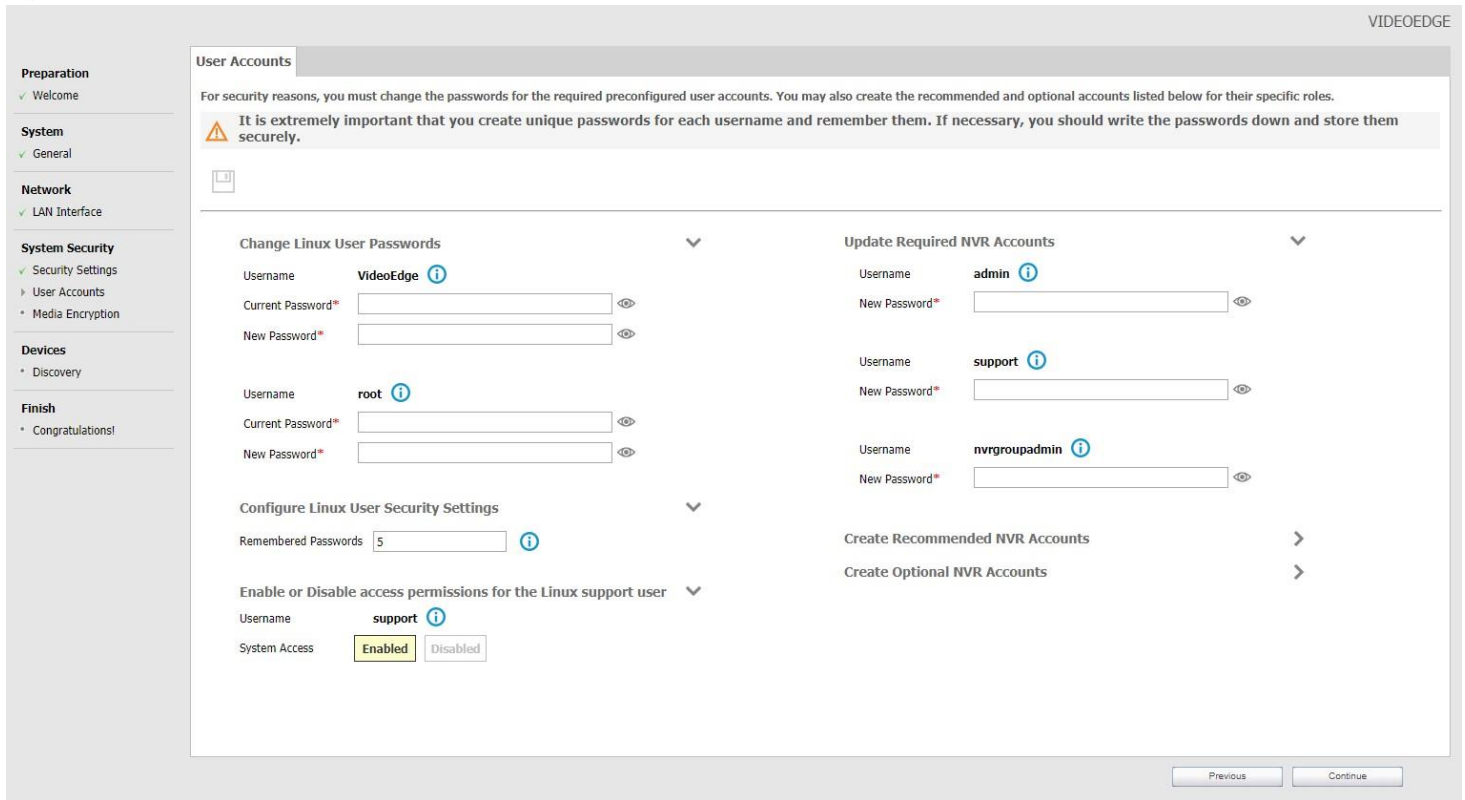 VIDEOEDGE
Preparation
Welcome
System
General
Network
LAN Interface
System Security
Security Settings
User Accounts
Media Encryption
Devices
Discovery
Finish
Congratulations!
User Accounts
For security reasons, you must change the passwords for the required preconfigured user accounts. You may also create the recommended and optional accounts listed below for their specific roles.
It is extremely important that you create unique passwords for each username and remember them. If necessary, you should write the passwords down and store them
securely.
Change Linux User Passwords
Username VideoEdge
Current Password*
New Password*
Username root
Current Password*
New Password*
Configure Linux User Security Settings
Remembered Passwords 5
Enable or Disable access permissions for the Linux support user
Username support
System Access Enabled Disabled
Update Required NVR Accounts
Username admin
New Password*
Username support
New Password*
Username nvrgroupadmin
New Password*
Create Recommended NVR Accounts
Create Optional NVR Accounts
Previous Continue